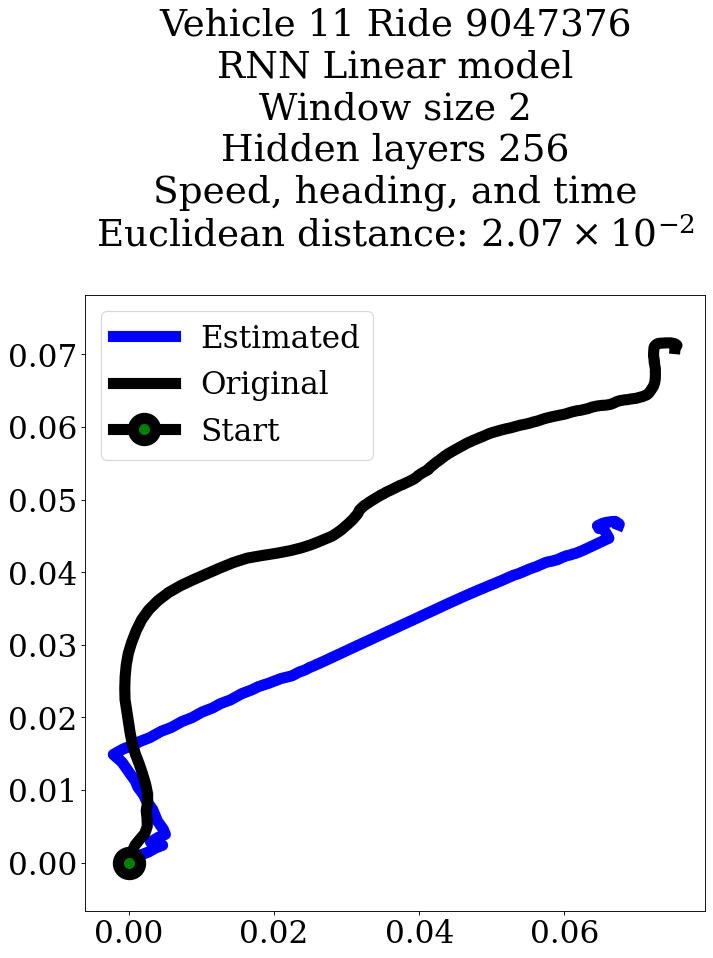 Vehicle 11 Ride 9047376
RNN Linear model
Window size 2
Hidden layers 256
Speed, heading, and time
Euclidean distance: 2.07 × 10⁻²
Estimated
Original
Start
0.07
0.06
0.05
0.04
0.03
0.02
0.01
0.00
0.00 0.02 0.04 0.06